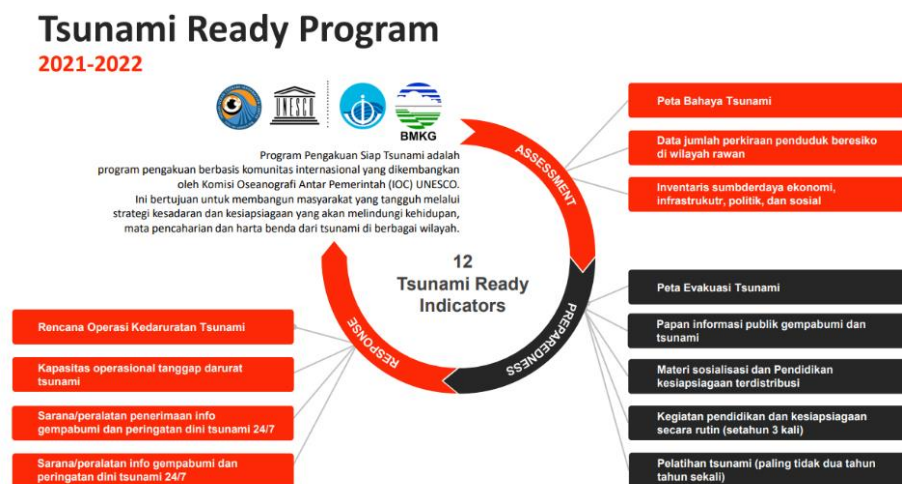 Tsunami Ready Program
2021-2022
UNESCO
BMKG
Program Pengakuan Siap Tsunami adalah
program pengakuan berbasis komunitas internasional yang dikembangkan
oleh Komisi Oseanografi Antar Pemerintah (IOC) UNESCO.
Ini bertujuan untuk membangun masyarakat yang tangguh melalui
strategi kesadaran dan kesiapsiagaan yang akan melindungi kehidupan,
mata pencaharian dan harta benda dari tsunami di berbagai wilayah.
12
Tsunami Ready
Indicators
ASSESSMENT
Peta Bahaya Tsunami
Data jumlah perkiraan penduduk beresiko
di wilayah rawan
Inventaris sumbderdaya ekonomi,
infrastrukutr, politik, dan sosial
PREPAREDNESS
Peta Evakuasi Tsunami
Papan informasi publik gempabumi dan
tsunami
Materi sosialisasi dan Pendidikan
kesiapsiagaan terdistribusi
Kegiatan pendidikan dan kesiapsiagaan
secara rutin (setahun 3 kali)
Pelatihan tsunami (paling tidak dua tahun
tahun sekali)
RESPONSE
Rencana Operasi Kedaruratan Tsunami
Kapasitas operasional tanggap darurat
tsunami
Sarana/peralatan penerimaan info
gempabumi dan peringatan dini tsunami 24/7
Sarana/peralatan info gempabumi dan
peringatan dini tsunami 24/7